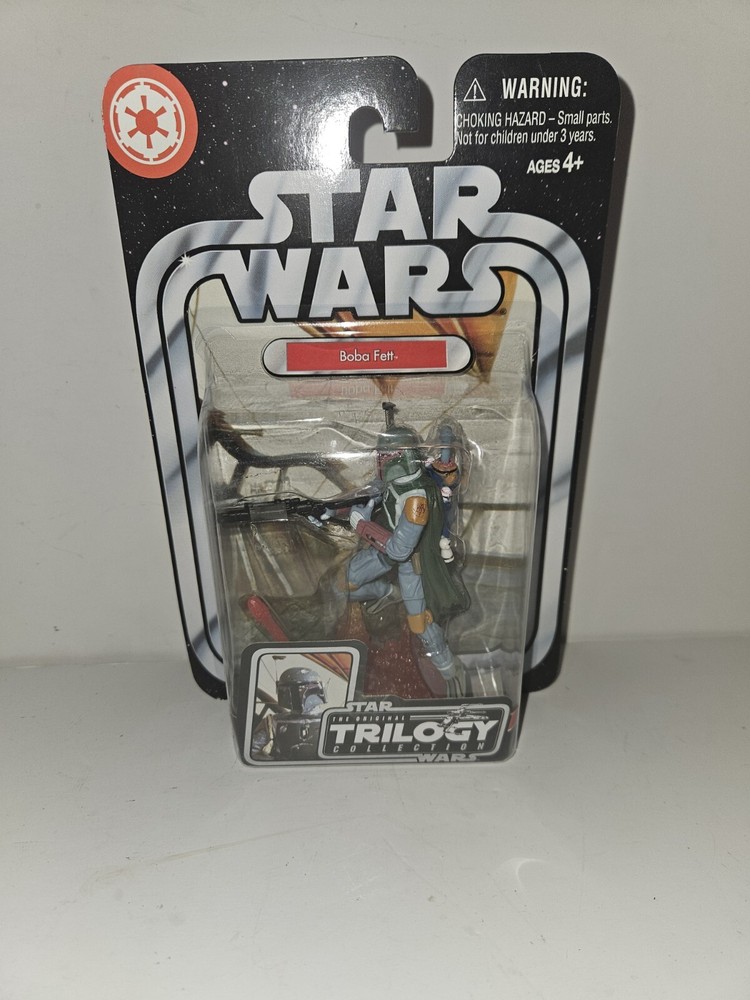 WARNING:
CHOKING HAZARD – Small parts.
Not for children under 3 years.
AGES 4+
STAR
WARS
Boba Fett™
STAR
THE ORIGINAL
TRILOGY
COLLECTION
WARS